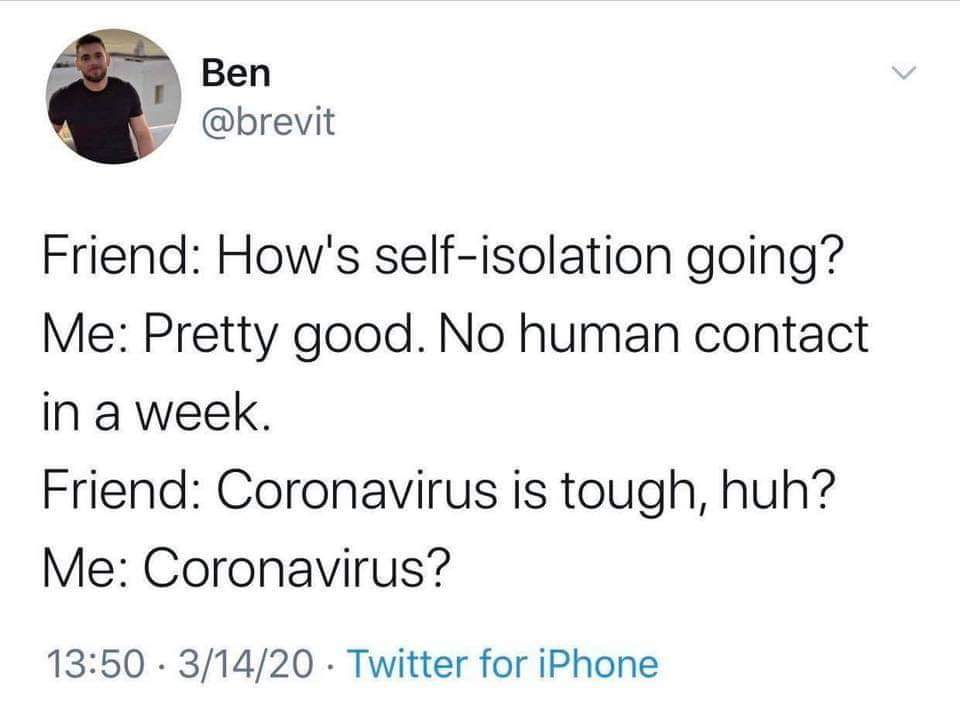 Ben
@brevit
Friend: How's self-isolation going?
Me: Pretty good. No human contact
in a week.
Friend: Coronavirus is tough, huh?
Me: Coronavirus?
13:50 · 3/14/20 · Twitter for iPhone